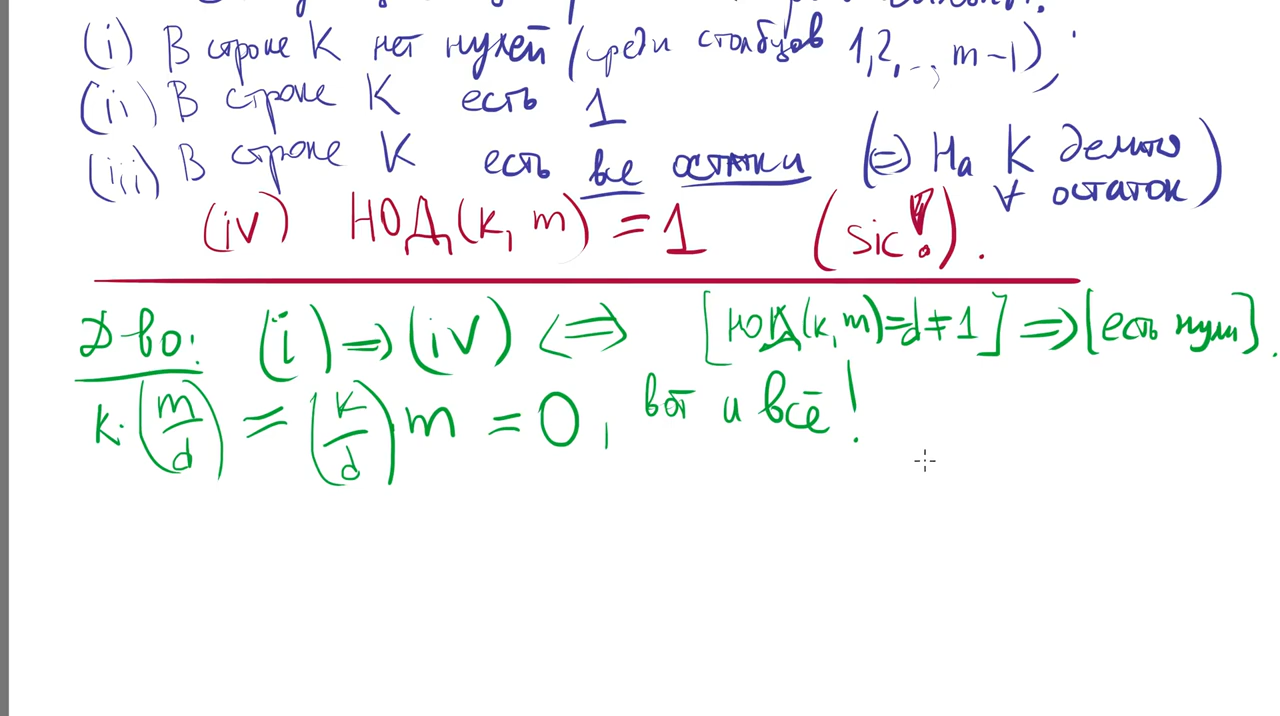 (i) В строке K нет нулей (среди столбцов 1,2,..., m-1),
(ii) В строке K есть 1
(iii) В строке K есть все остатки (⇔ На K делится ∀ остаток)
(iv) НОД(k, m) = 1 (sic!).
Д-во: (i) ⇒ (iv) ⇔ [НОД(k, m)=d≠1] ⇒ [есть нули].
k·(m/d) = (k/d)m = 0, вот и всё!